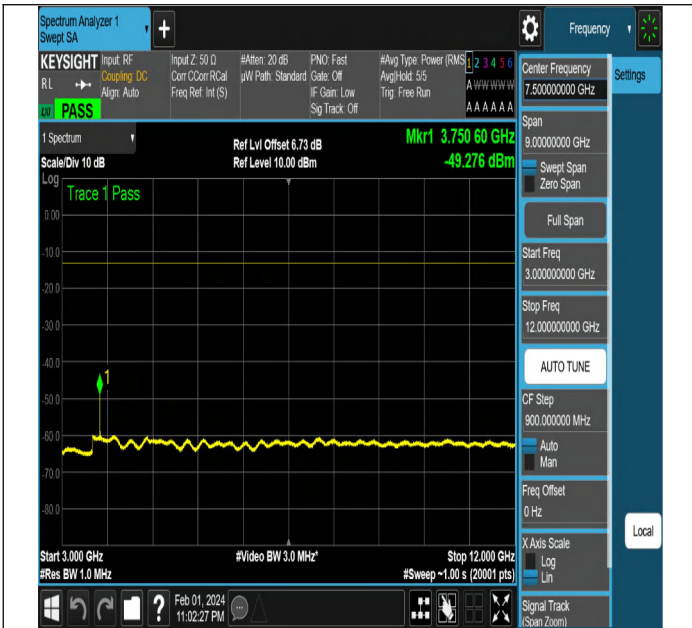 Spectrum Analyzer 1
Swept SA
+
Frequency
KEYSIGHT
RL
LXI
PASS
Input: RF
Coupling: DC
Align: Auto
Input Z: 50 Ω
Corr CCorr RCal
Freq Ref: Int (S)
#Atten: 20 dB
µW Path: Standard
PNO: Fast
Gate: Off
IF Gain: Low
Sig Track: Off
#Avg Type: Power (RMS
Avg|Hold: 5/5
Trig: Free Run
1 2 3 4 5 6
A W W W W W
A A A A A A
1 Spectrum
Scale/Div 10 dB
Ref Lvl Offset 6.73 dB
Ref Level 10.00 dBm
Mkr1 3.750 60 GHz
-49.276 dBm
Log
Trace 1 Pass
0.00
-10.0
-20.0
-30.0
-40.0
-50.0
-60.0
-70.0
-80.0
1
Start 3.000 GHz
#Res BW 1.0 MHz
#Video BW 3.0 MHz*
Stop 12.000 GHz
#Sweep ~1.00 s (20001 pts)
Feb 01, 2024
11:02:27 PM
?
Center Frequency
7.500000000 GHz
Span
9.00000000 GHz
Swept Span
Zero Span
Full Span
Start Freq
3.000000000 GHz
Stop Freq
12.000000000 GHz
AUTO TUNE
CF Step
900.000000 MHz
Auto
Man
Freq Offset
0 Hz
X Axis Scale
Log
Lin
Signal Track
(Span Zoom)
Settings
Local